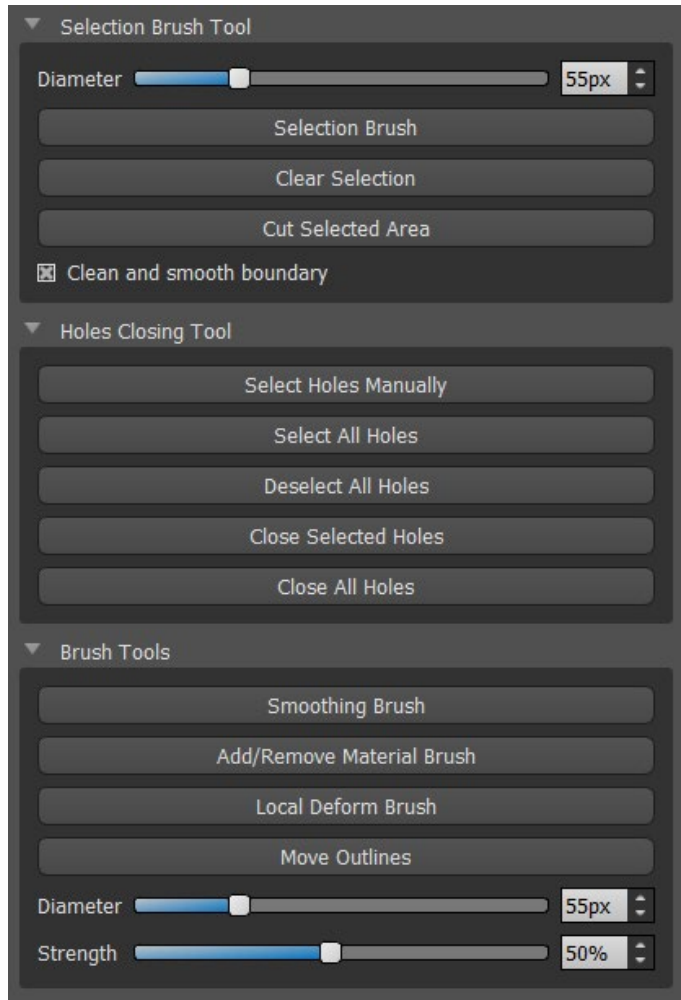 Selection Brush Tool
Diameter 55px
Selection Brush
Clear Selection
Cut Selected Area
Clean and smooth boundary
Holes Closing Tool
Select Holes Manually
Select All Holes
Deselect All Holes
Close Selected Holes
Close All Holes
Brush Tools
Smoothing Brush
Add/Remove Material Brush
Local Deform Brush
Move Outlines
Diameter 55px
Strength 50%